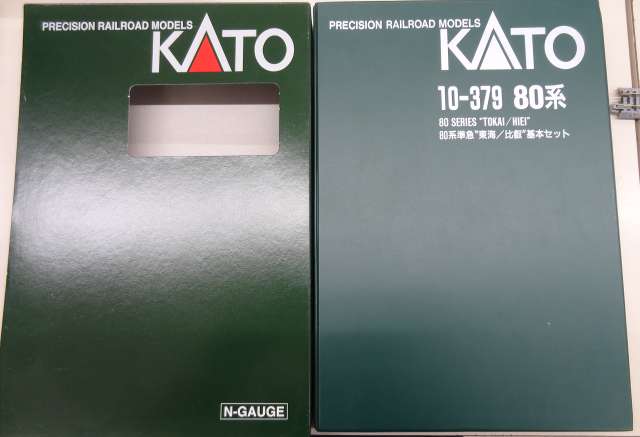 PRECISION RAILROAD MODELS
KATO
N-GAUGE
PRECISION RAILROAD MODELS
KATO
10-379 80系
80 SERIES "TOKAI/HIEI"
80系準急"東海/比叡"基本セット